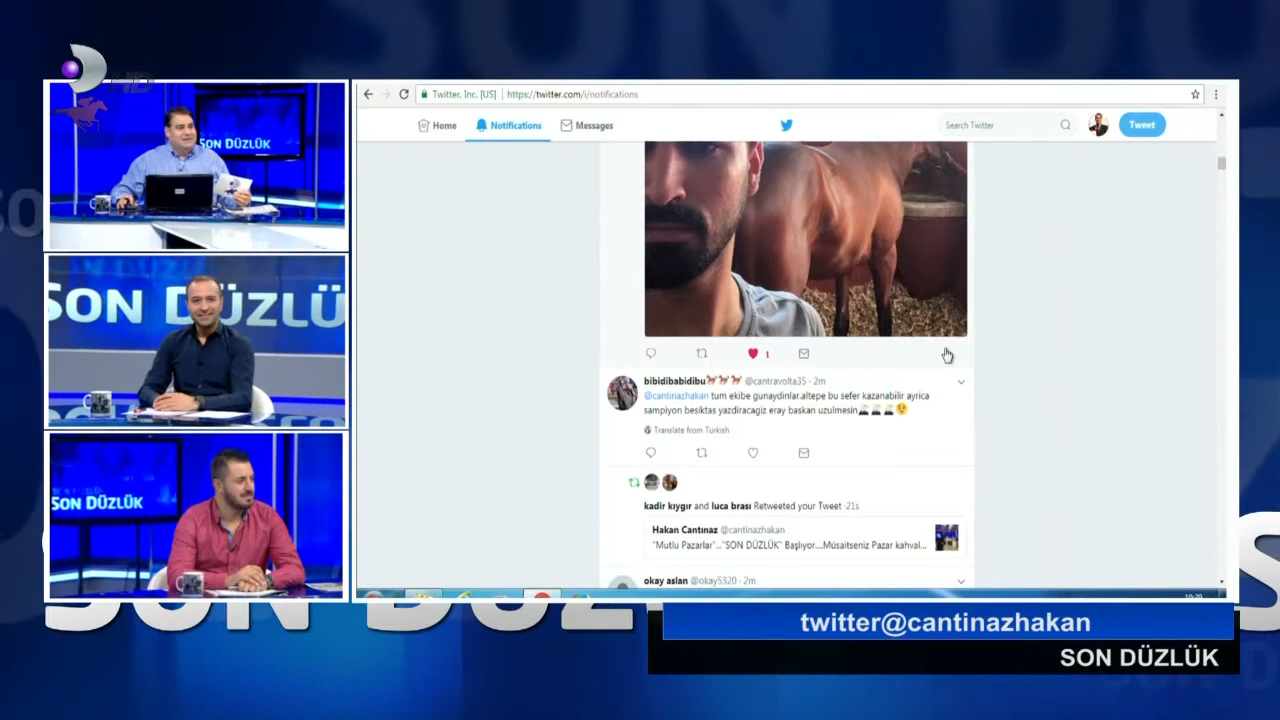 HD
SON DÜZLÜK
SON DÜZLÜK
SON DÜZLÜK
Twitter, Inc. [US] | https://twitter.com/i/notifications
Home
Notifications
Messages
Search Twitter
Tweet
1
bibidibabidibu @cantravolta35 · 2m
@cantinazhakan tum ekibe gunaydinlar.altepe bu sefer kazanabilir ayrica
sampiyon besiktas yazdiracagiz eray baskan uzulmesin
Translate from Turkish
kadir kıygır and luca brası Retweeted your Tweet · 21s
Hakan Cantınaz @cantinazhakan
"Mutlu Pazarlar"..."SON DÜZLÜK" Başlıyor....Müsaitseniz Pazar kahval...
okay aslan @okay5320 · 2m
SON DÜZ
twitter@cantinazhakan
SON DÜZLÜK